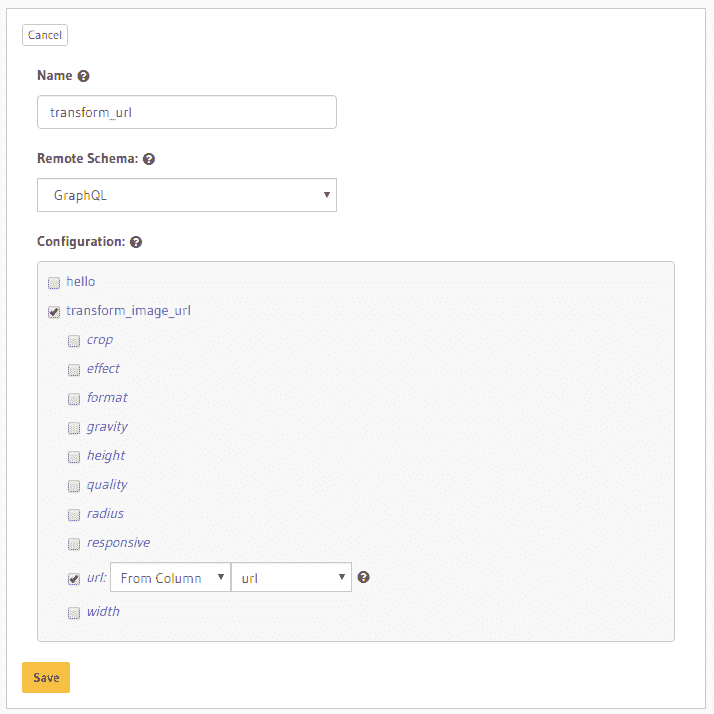 Cancel
Name ?
transform_url
Remote Schema: ?
GraphQL
Configuration: ?
hello
transform_image_url
crop
effect
format
gravity
height
quality
radius
responsive
url: From Column url ?
width
Save